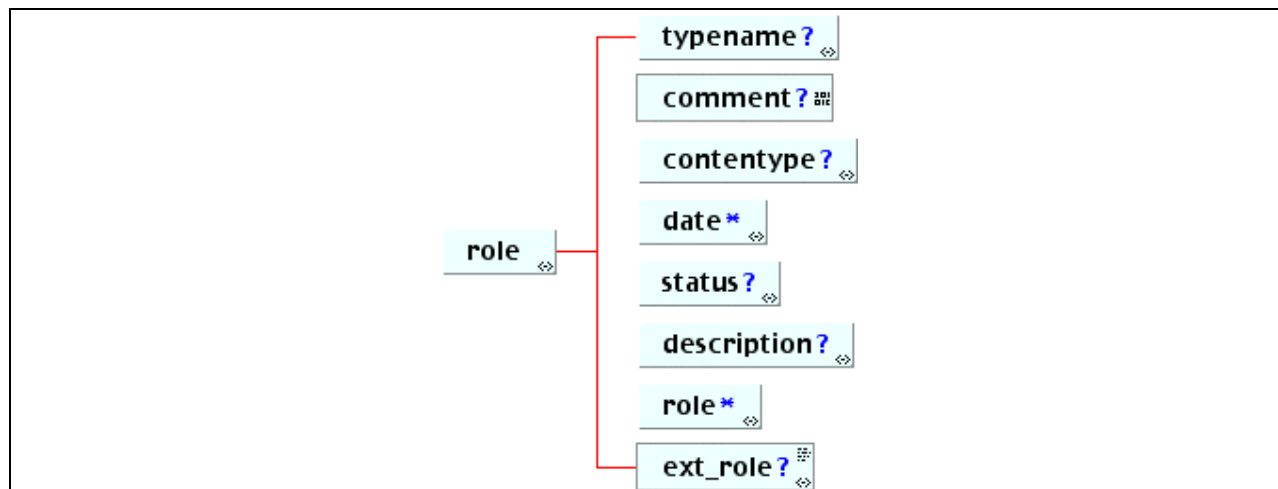 typename?
comment?
contentype?
date*
role
status?
description?
role*
ext_role?